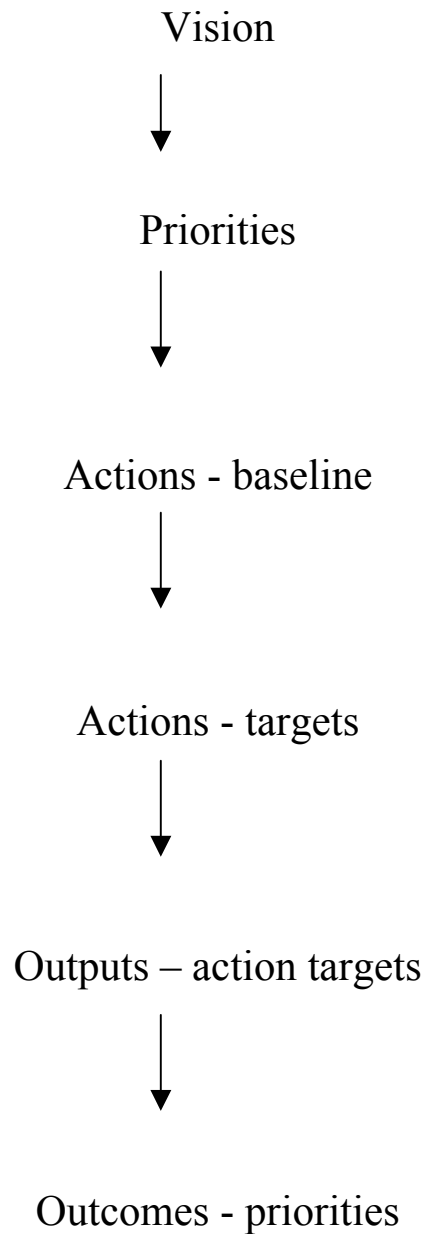 Vision
Priorities
Actions - baseline
Actions - targets
Outputs – action targets
Outcomes - priorities